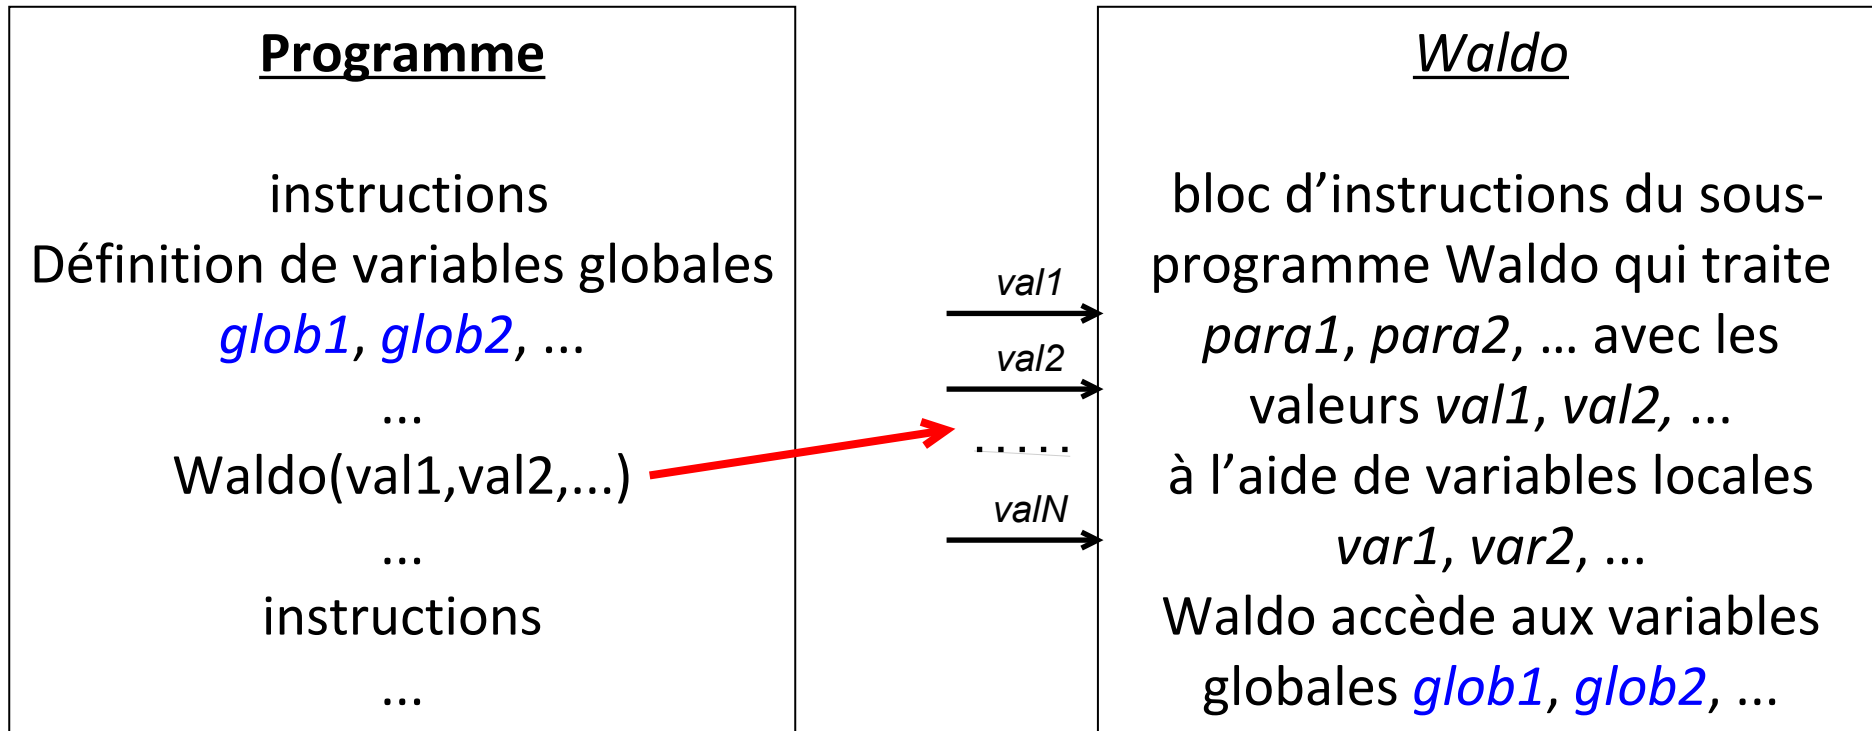 Programme
instructions
Définition de variables globales
glob1, glob2, ...
...
Waldo(val1,val2,...)
...
instructions
...
val1
val2
.....
valN
Waldo
bloc d’instructions du sous-
programme Waldo qui traite
para1, para2, ... avec les
valeurs val1, val2, ...
à l’aide de variables locales
var1, var2, ...
Waldo accède aux variables
globales glob1, glob2, ...